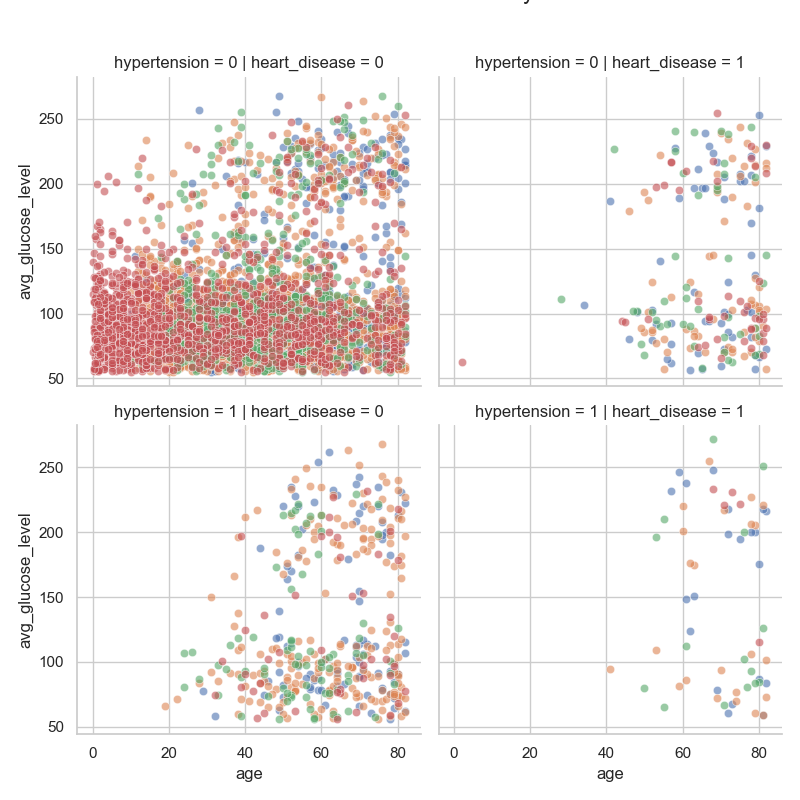 hypertension = 0 | heart_disease = 0
hypertension = 0 | heart_disease = 1
avg_glucose_level
250
200
150
100
50
hypertension = 1 | heart_disease = 0
hypertension = 1 | heart_disease = 1
avg_glucose_level
250
200
150
100
50
0 20 40 60 80
0 20 40 60 80
age
age